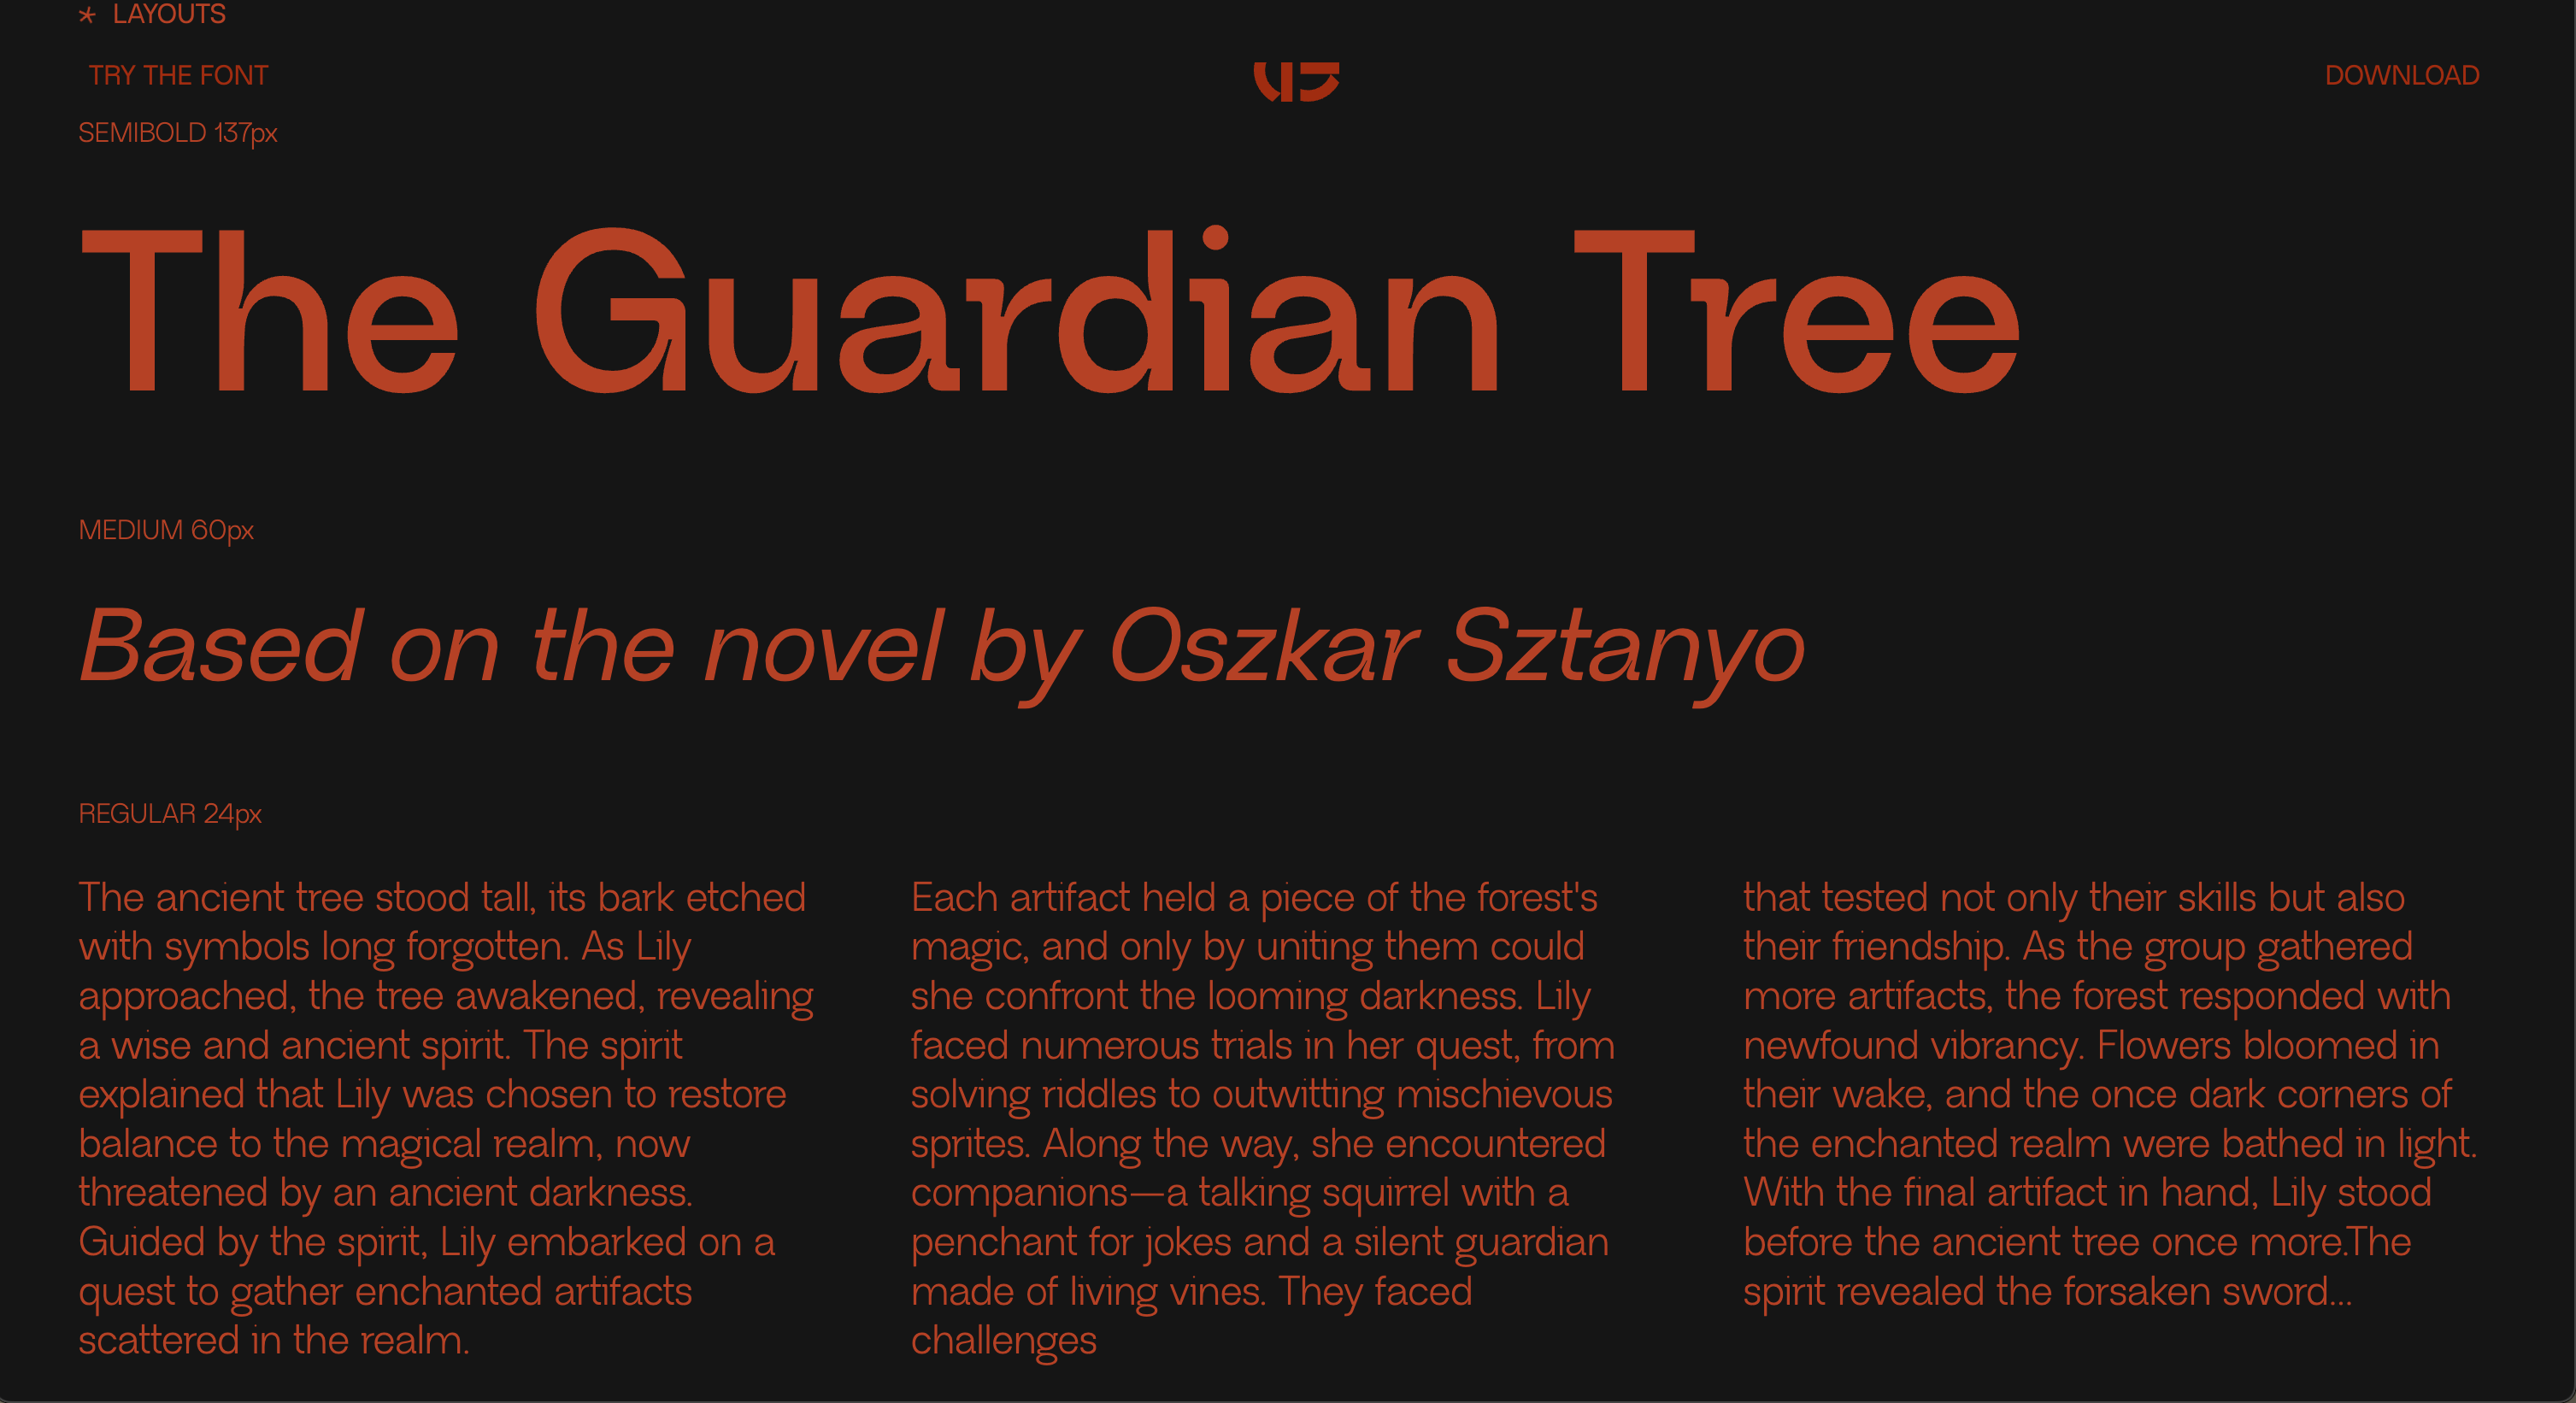 * LAYOUTS
TRY THE FONT
DOWNLOAD
SEMIBOLD 137px
The Guardian Tree
MEDIUM 60px
Based on the novel by Oszkar Sztanyo
REGULAR 24px
The ancient tree stood tall, its bark etched
with symbols long forgotten. As Lily
approached, the tree awakened, revealing
a wise and ancient spirit. The spirit
explained that Lily was chosen to restore
balance to the magical realm, now
threatened by an ancient darkness.
Guided by the spirit, Lily embarked on a
quest to gather enchanted artifacts
scattered in the realm.
Each artifact held a piece of the forest's
magic, and only by uniting them could
she confront the looming darkness. Lily
faced numerous trials in her quest, from
solving riddles to outwitting mischievous
sprites. Along the way, she encountered
companions—a talking squirrel with a
penchant for jokes and a silent guardian
made of living vines. They faced
challenges
that tested not only their skills but also
their friendship. As the group gathered
more artifacts, the forest responded with
newfound vibrancy. Flowers bloomed in
their wake, and the once dark corners of
the enchanted realm were bathed in light.
With the final artifact in hand, Lily stood
before the ancient tree once more.The
spirit revealed the forsaken sword...